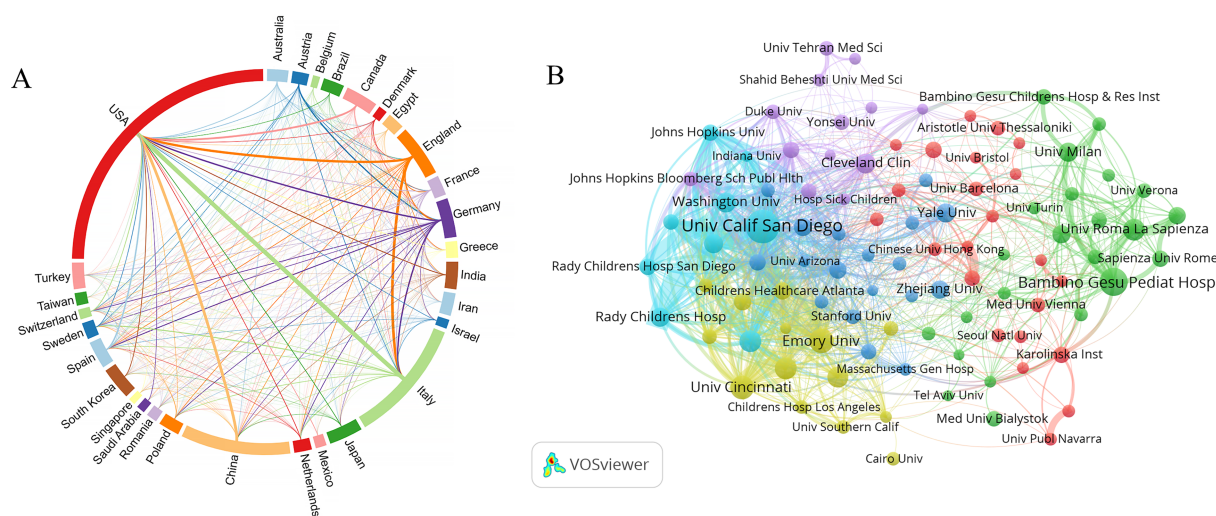 A
Australia
Austria
Belgium
Brazil
Canada
Denmark
Egypt
England
France
Germany
Greece
India
Iran
Israel
Italy
Japan
Mexico
Netherlands
China
Poland
Romania
Saudi Arabia
Singapore
South Korea
Spain
Sweden
Switzerland
Taiwan
Turkey
USA
B
Univ Tehran Med Sci
Shahid Beheshti Univ Med Sci
Bambino Gesu Childrens Hosp & Res Inst
Duke Univ
Yonsei Univ
Aristotle Univ Thessaloniki
Johns Hopkins Univ
Indiana Univ
Cleveland Clin
Univ Bristol
Univ Milan
Johns Hopkins Bloomberg Sch Publ Hlth
Univ Barcelona
Univ Verona
Washington Univ
Hosp Sick Children
Yale Univ
Univ Turin
Univ Calif San Diego
Univ Roma La Sapienza
Chinese Univ Hong Kong
Sapienza Univ Rome
Rady Childrens Hosp San Diego
Univ Arizona
Bambino Gesu Pediat Hosp
Childrens Healthcare Atlanta
Zhejiang Univ
Med Univ Vienna
Rady Childrens Hosp
Stanford Univ
Emory Univ
Seoul Natl Univ
Karolinska Inst
Massachusetts Gen Hosp
Univ Cincinnati
Tel Aviv Univ
Childrens Hosp Los Angeles
Med Univ Bialystok
Univ Southern Calif
Univ Publ Navarra
Cairo Univ
VOSviewer